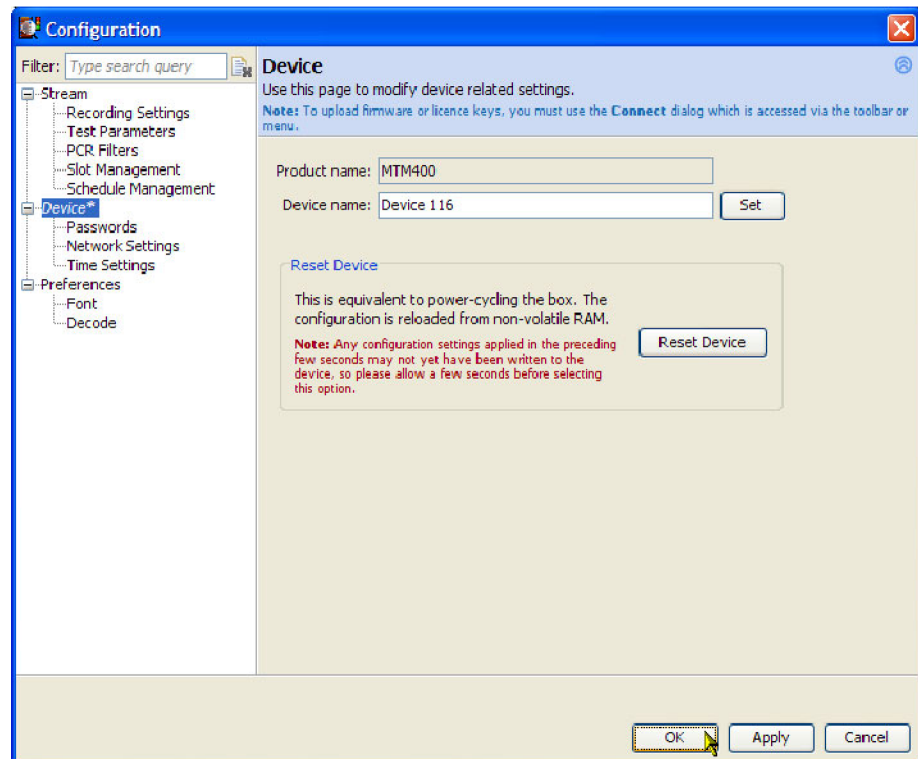 Configuration
Filter: Type search query
Stream
Recording Settings
Test Parameters
PCR Filters
Slot Management
Schedule Management
Device*
Passwords
Network Settings
Time Settings
Preferences
Font
Decode
Device
Use this page to modify device related settings.
Note: To upload firmware or licence keys, you must use the Connect dialog which is accessed via the toolbar or
menu.
Product name: MTM400
Device name: Device 116 Set
Reset Device
This is equivalent to power-cycling the box. The
configuration is reloaded from non-volatile RAM.
Note: Any configuration settings applied in the preceding
few seconds may not yet have been written to the
device, so please allow a few seconds before selecting
this option.
Reset Device
OK Apply Cancel